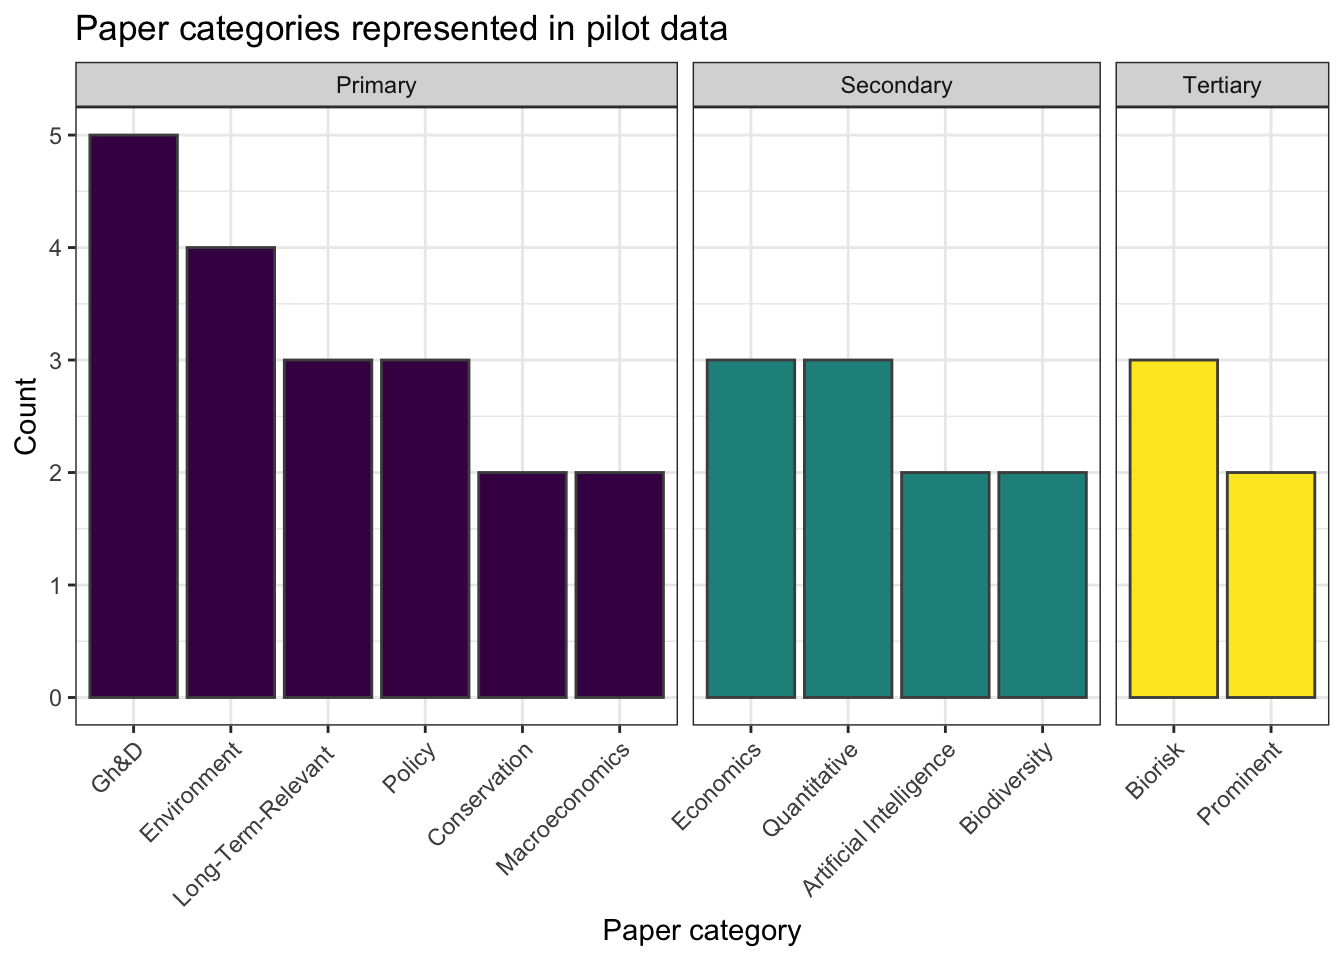 Paper categories represented in pilot data
Primary
Secondary
Tertiary
5
4
3
2
1
0
Count
Gh&D
Environment
Long-Term-Relevant
Policy
Conservation
Macroeconomics
Economics
Quantitative
Artificial Intelligence
Biodiversity
Biorisk
Prominent
Paper category